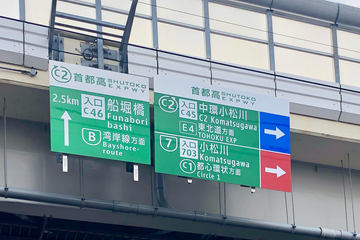 C2 首都高 SHUTOKO EXPWY
2.5km 入口 C46 船堀橋
Funabori
bashi
B 湾岸線方面
Bayshore-
route
首都高 SHUTOKO EXPWY
C2 入口 C45 中環小松川
C2 Komatsugawa
E4 東北道方面
TOHOKU EXP
7 入口 703 小松川
Komatsugawa
C1 都心環状方面
Circle 1